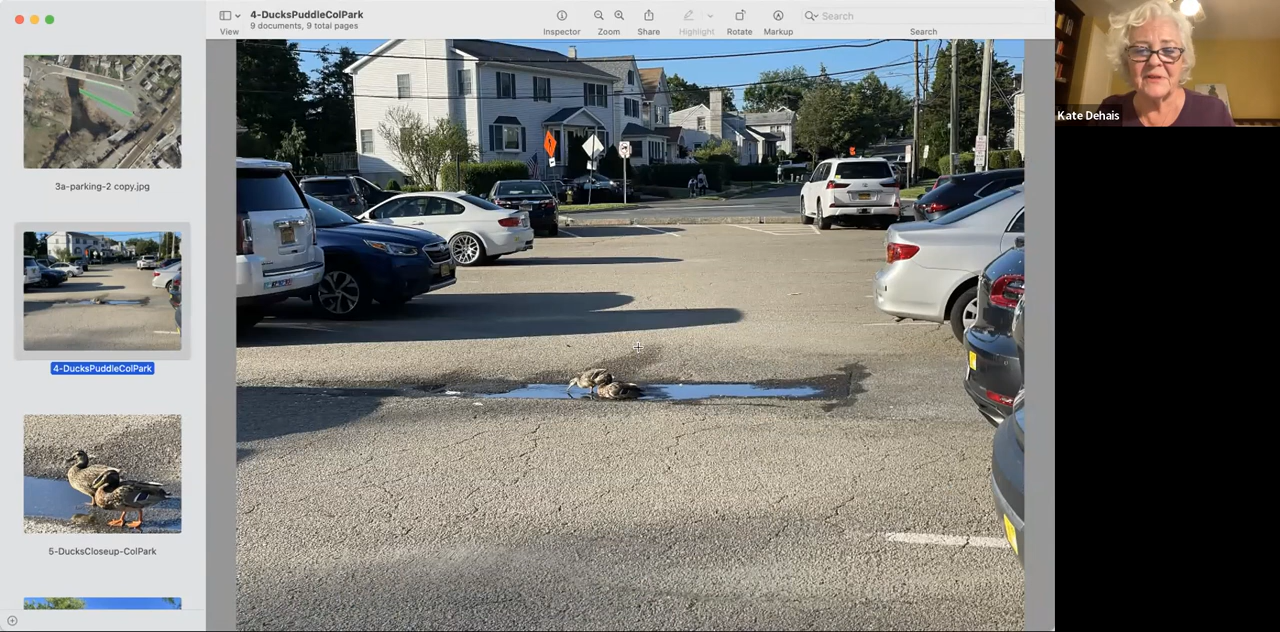 View
4-DucksPuddleColPark
9 documents, 9 total pages
Inspector
Zoom
Share
Highlight
Rotate
Markup
Search
Search
3a-parking-2 copy.jpg
4-DucksPuddleColPark
5-DucksCloseup-ColPark
Kate Dehais